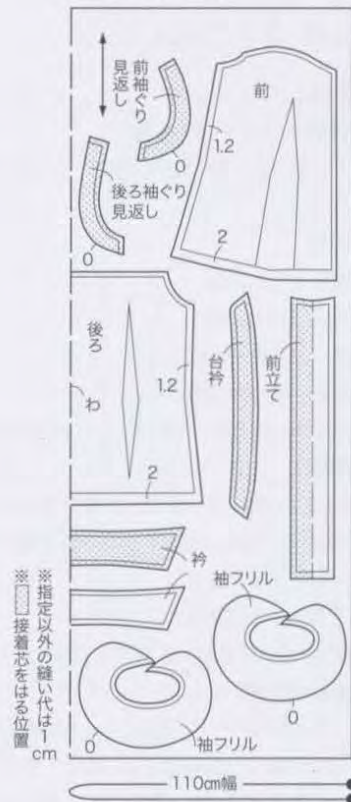 前袖ぐり
見返し
0
前
1.2
2
後ろ袖ぐり
見返し
0
後ろ
わ
1.2
2
台衿
前立て
衿
袖フリル
0
袖フリル
0
※指定以外の縫い代は1cm
※接着芯をはる位置
110cm幅